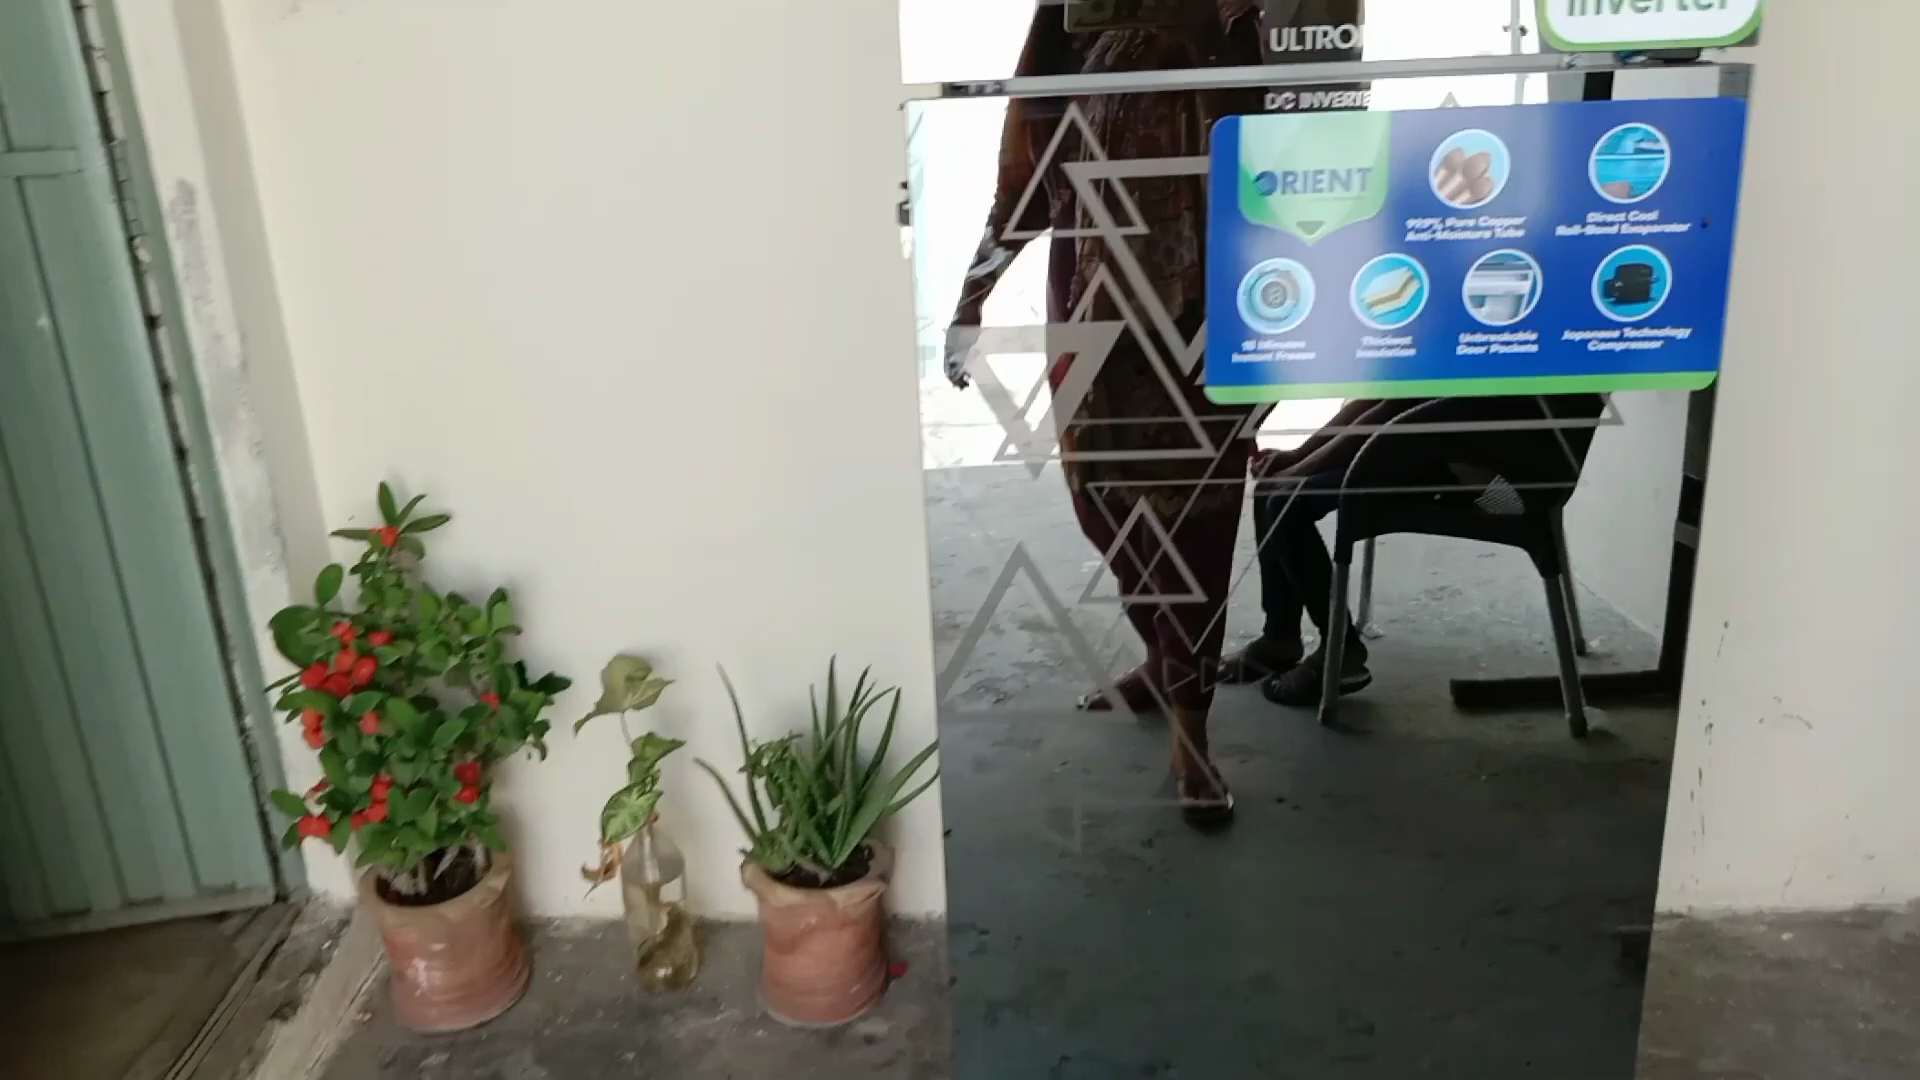 inverter
ULTRO
DC INVERTE
ORIENT
99.9% Pure Copper
Anti-Moisture Tube
Direct Cool
Roll-Bond Evaporator
15 Minutes
Instant Freeze
Thickest
Insulation
Unbreakable
Door Pockets
Japanese Technology
Compressor